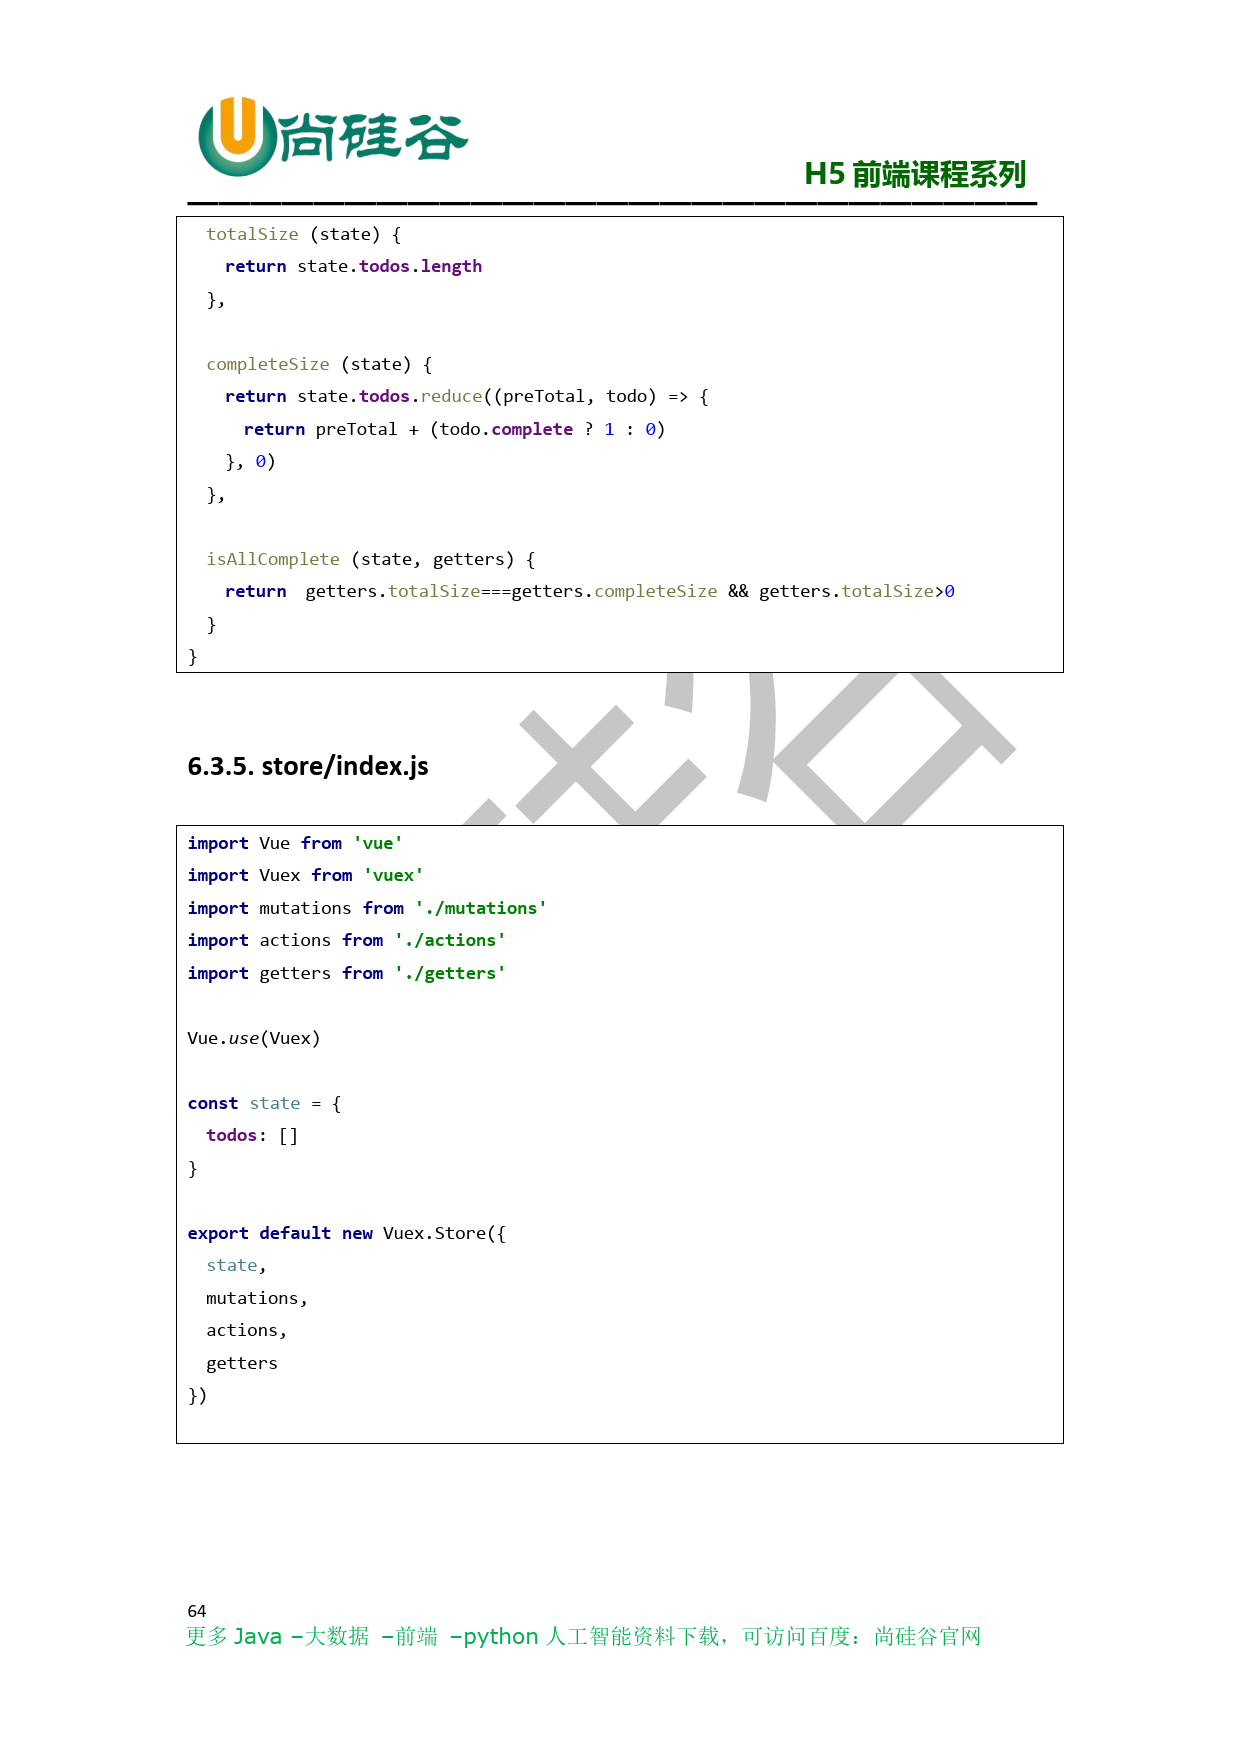 尚硅谷
H5 前端课程系列
totalSize (state) {
return state.todos.length
},
completeSize (state) {
return state.todos.reduce((preTotal, todo) => {
return preTotal + (todo.complete ? 1 : 0)
}, 0)
},
isAllComplete (state, getters) {
return  getters.totalSize===getters.completeSize && getters.totalSize>0
}
}
6.3.5. store/index.js
import Vue from 'vue'
import Vuex from 'vuex'
import mutations from './mutations'
import actions from './actions'
import getters from './getters'
Vue.use(Vuex)
const state = {
todos: []
}
export default new Vuex.Store({
state,
mutations,
actions,
getters
})
64
更多 Java –大数据 –前端 –python 人工智能资料下载，可访问百度：尚硅谷官网